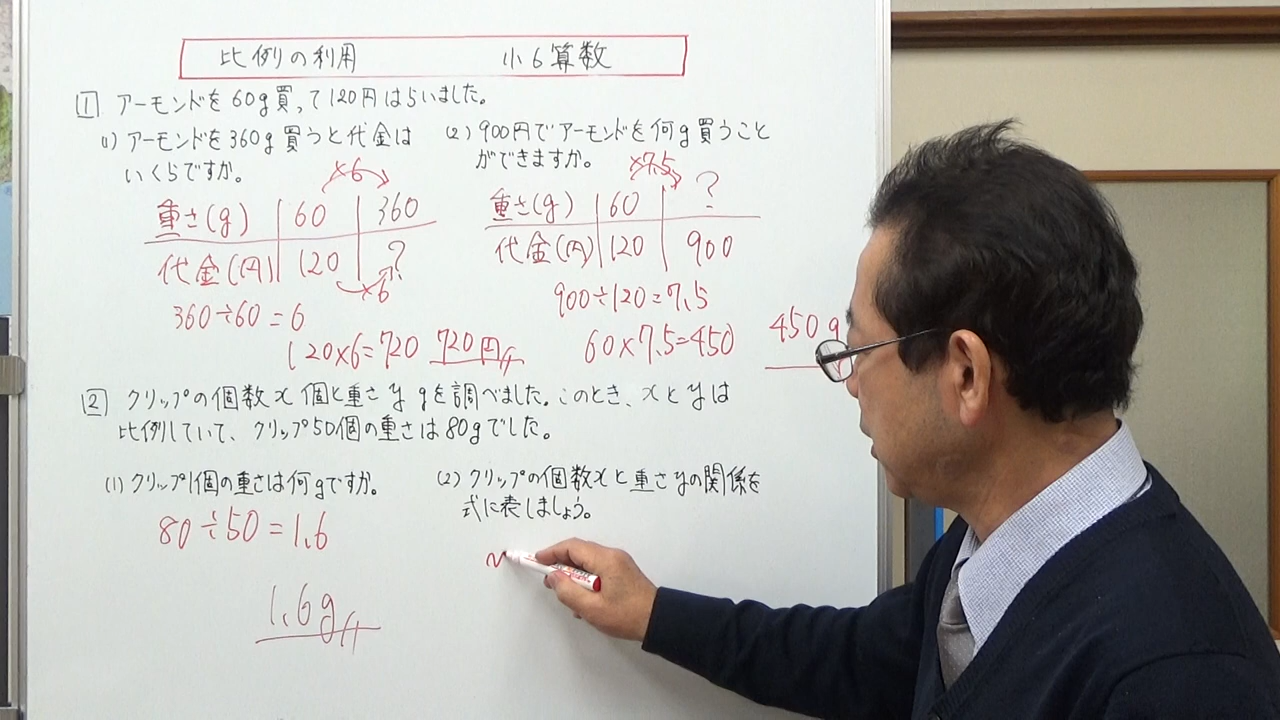 比例の利用 小6算数
1 アーモンドを60g買って120円はらいました。
(1) アーモンドを360g買うと代金は
いくらですか。
×6
重さ(g) 60 360
代金(円) 120 ?
×6
360÷60=6
120×6=720 720円
(2) 900円でアーモンドを何g買うこと
ができますか。
×7.5
重さ(g) 60 ?
代金(円) 120 900
900÷120=7.5
60×7.5=450 450g
2 クリップの個数x個と重さy gを調べました。このとき、xとyは
比例していて、クリップ50個の重さは80gでした。
(1) クリップ1個の重さは何gですか。
80÷50=1.6
1.6g
(2) クリップの個数xと重さyの関係を
式に表しましょう。